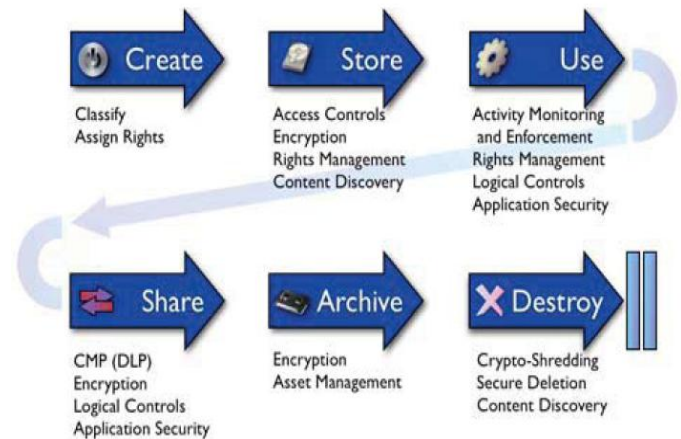 Create
Classify
Assign Rights
Store
Access Controls
Encryption
Rights Management
Content Discovery
Use
Activity Monitoring
and Enforcement
Rights Management
Logical Controls
Application Security
Share
CMP (DLP)
Encryption
Logical Controls
Application Security
Archive
Encryption
Asset Management
Destroy
Crypto-Shredding
Secure Deletion
Content Discovery